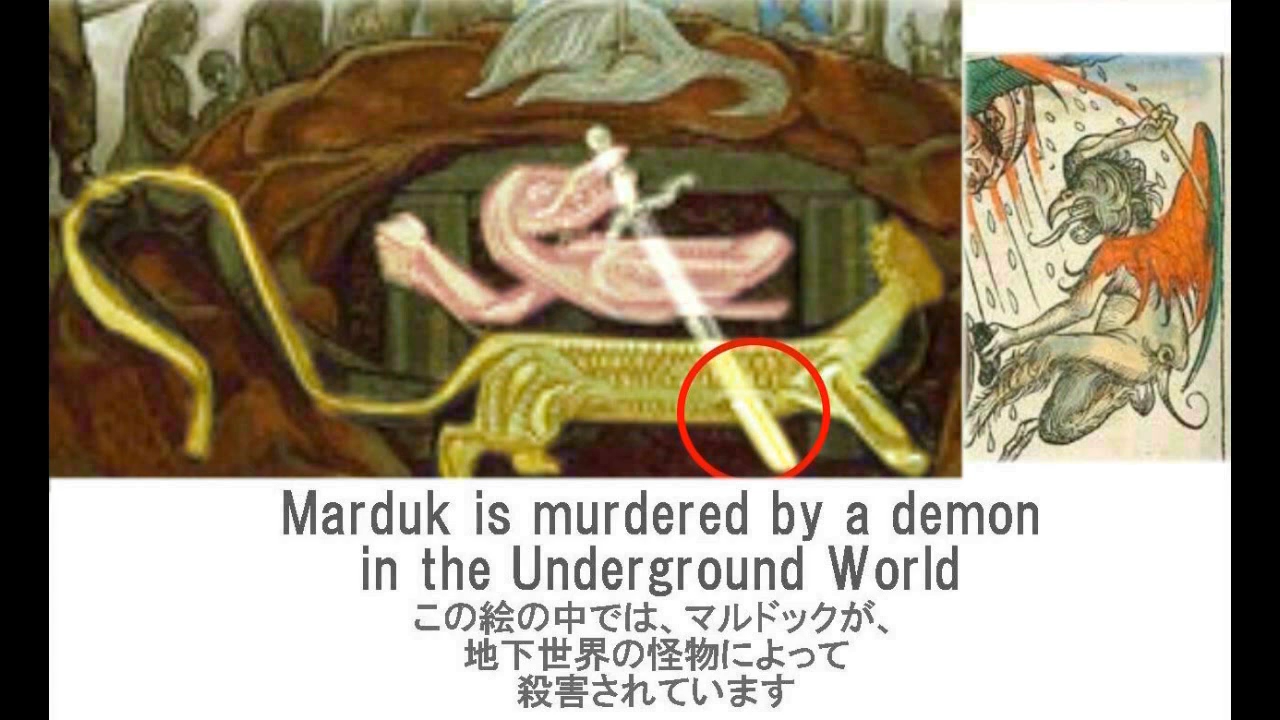 Marduk is murdered by a demon
in the Underground World
この絵の中では、マルドックが、
地下世界の怪物によって
殺害されています